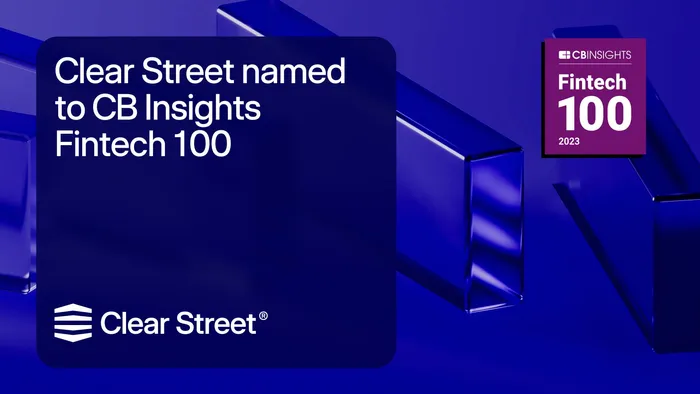 Clear Street named
to CB Insights
Fintech 100
Clear Street®
CBINSIGHTS
Fintech
100
2023